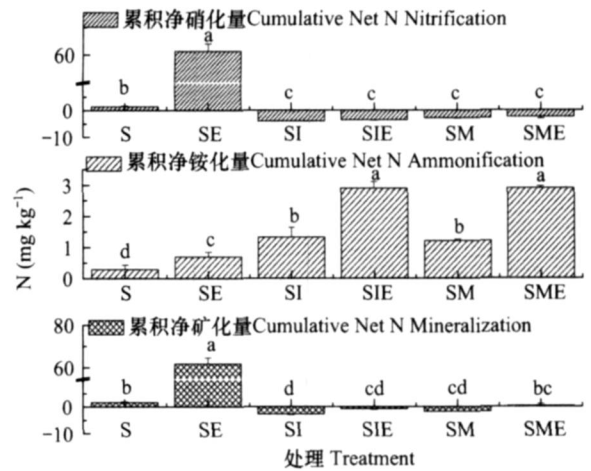 累积净硝化量Cumulative Net N Nitrification
60
0
−10
b
a
c
c
c
c
S SE SI SIE SM SME
累积净铵化量Cumulative Net N Ammonification
3
2
1
0
d
c
b
a
b
a
S SE SI SIE SM SME
N (mg kg⁻¹)
80
累积净矿化量Cumulative Net N Mineralization
60
0
−10
b
a
d
cd
cd
bc
S SE SI SIE SM SME
处理 Treatment